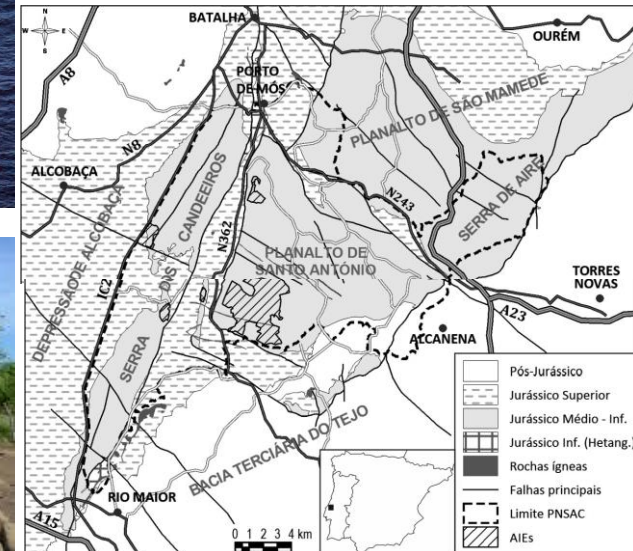 N
W
E
S
BATALHA
OURÉM
A8
PORTO
DE MÓS
PLANALTO DE SÃO MAMEDE
N8
ALCOBAÇA
CANDEEIROS
DAS
SERRA
N243
SERRA DE AIRE
DEPRESSÃO DE ALCOBAÇA
N362
PLANALTO DE
SANTO ANTÓNIO
IC2
TORRES
NOVAS
A23
ALCANENA
BACIA TERCIÁRIA DO TEJO
RIO MAIOR
A15
0 1 2 3 4 km
Pós-Jurássico
Jurássico Superior
Jurássico Médio - Inf.
Jurássico Inf. (Hetang.)
Rochas ígneas
Falhas principais
Limite PNSAC
AIEs